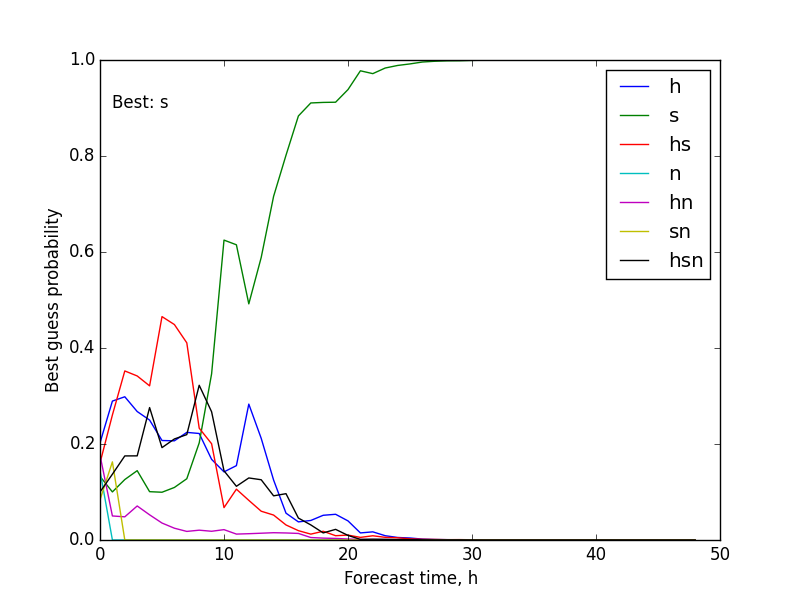 1.0
0.8
0.6
0.4
0.2
0.0
Best guess probability
Best: s
h
s
hs
n
hn
sn
hsn
0 10 20 30 40 50
Forecast time, h